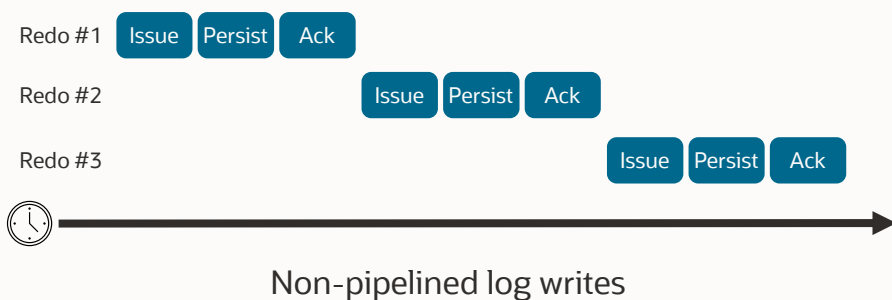 Redo #1 Issue Persist Ack
Redo #2 Issue Persist Ack
Redo #3 Issue Persist Ack
Non-pipelined log writes